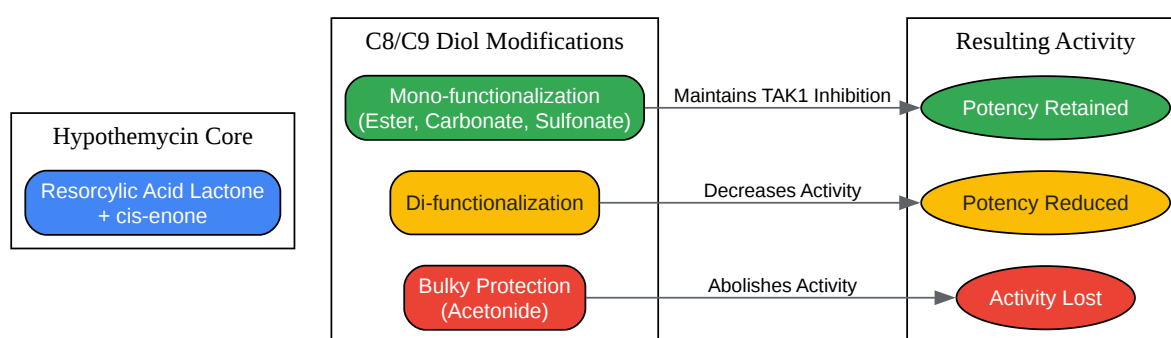 Hypothemycin Core
Resorcylic Acid Lactone
+ cis-enone
C8/C9 Diol Modifications
Mono-functionalization
(Ester, Carbonate, Sulfonate)
Di-functionalization
Bulky Protection
(Acetonide)
Maintains TAK1 Inhibition
Decreases Activity
Abolishes Activity
Resulting Activity
Potency Retained
Potency Reduced
Activity Lost